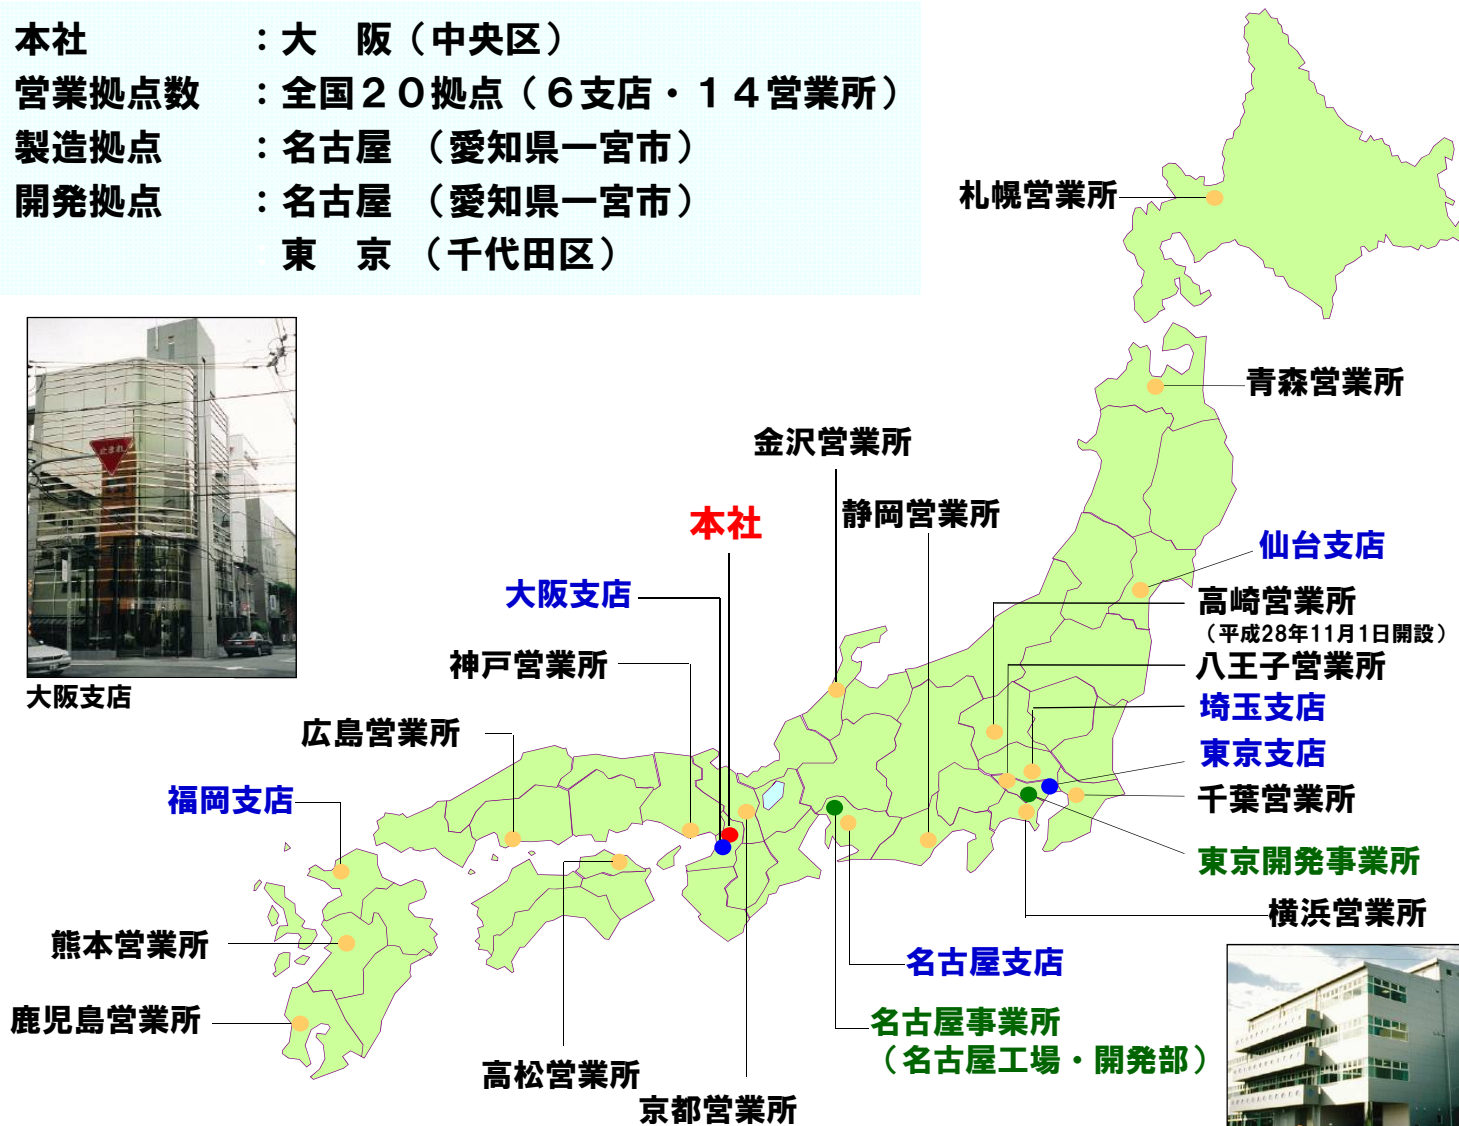 本社　　　　：大　阪（中央区）
営業拠点数　：全国２０拠点（６支店・１４営業所）
製造拠点　　：名古屋 （愛知県一宮市）
開発拠点　　：名古屋 （愛知県一宮市）
東　京 （千代田区）
札幌営業所
止まれ
青森営業所
金沢営業所
静岡営業所
本社
仙台支店
大阪支店
高崎営業所
（平成28年11月1日開設）
神戸営業所
八王子営業所
大阪支店
埼玉支店
広島営業所
東京支店
福岡支店
千葉営業所
東京開発事業所
横浜営業所
熊本営業所
名古屋支店
鹿児島営業所
名古屋事業所
（名古屋工場・開発部）
高松営業所
京都営業所